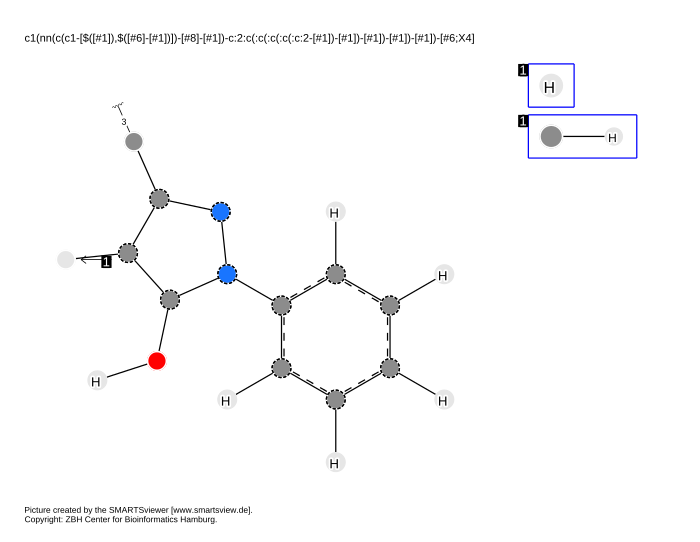 c1(nn(c(c1-[$([#1]),$([#6]-[#1])])-[#8]-[#1])-c:2:c(:c(:c(:c(:c:2-[#1])-[#1])-[#1])-[#1])-[#1])-[#6;X4]
1
H
1
H
3
H
H
1
H
H
H
H
Picture created by the SMARTSviewer [www.smartsview.de].
Copyright: ZBH Center for Bioinformatics Hamburg.